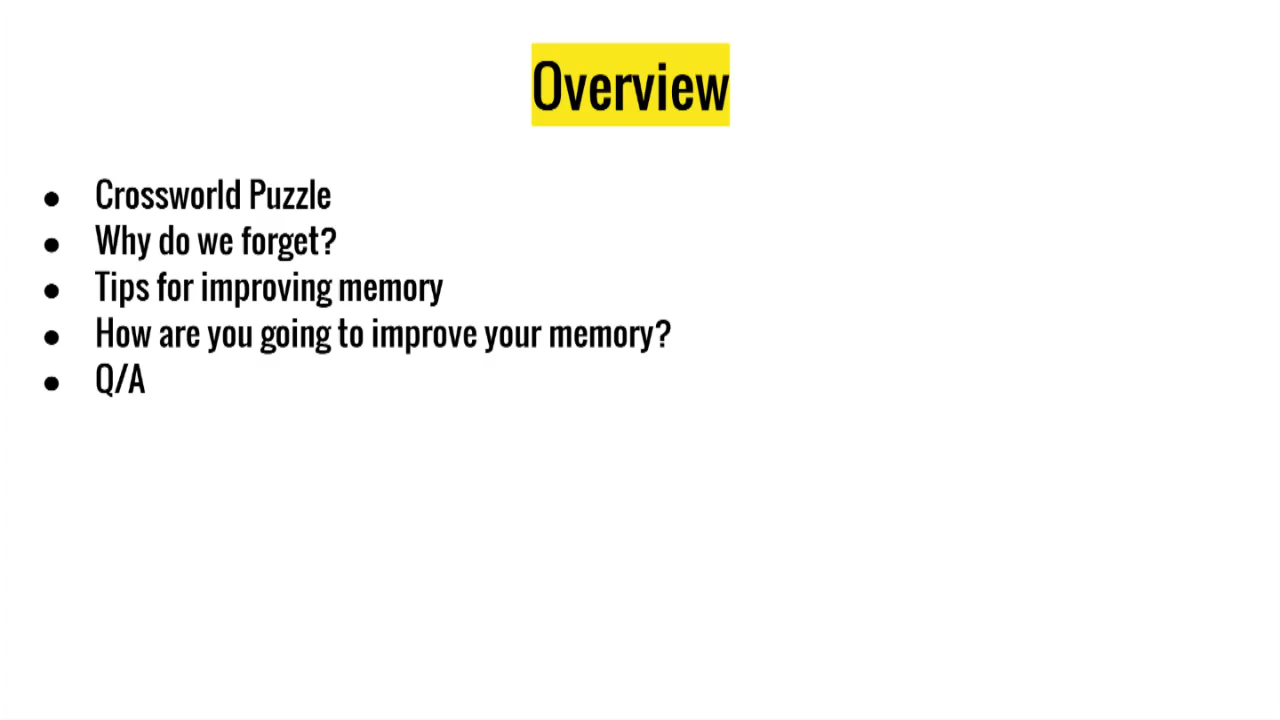 Overview
● Crossworld Puzzle
● Why do we forget?
● Tips for improving memory
● How are you going to improve your memory?
● Q/A